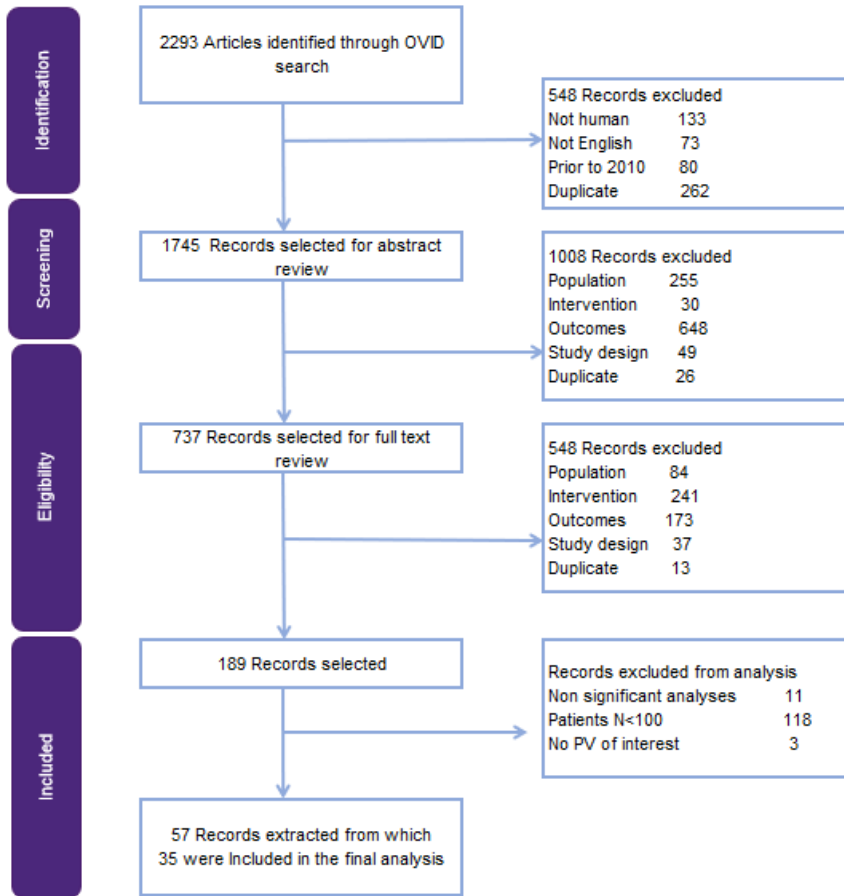 Identification
2293 Articles identified through OVID
search
548 Records excluded
Not human 133
Not English 73
Prior to 2010 80
Duplicate 262
Screening
1745 Records selected for abstract
review
1008 Records excluded
Population 255
Intervention 30
Outcomes 648
Study design 49
Duplicate 26
Eligibility
737 Records selected for full text
review
548 Records excluded
Population 84
Intervention 241
Outcomes 173
Study design 37
Duplicate 13
Included
189 Records selected
Records excluded from analysis
Non significant analyses 11
Patients N<100 118
No PV of interest 3
57 Records extracted from which
35 were Included in the final analysis